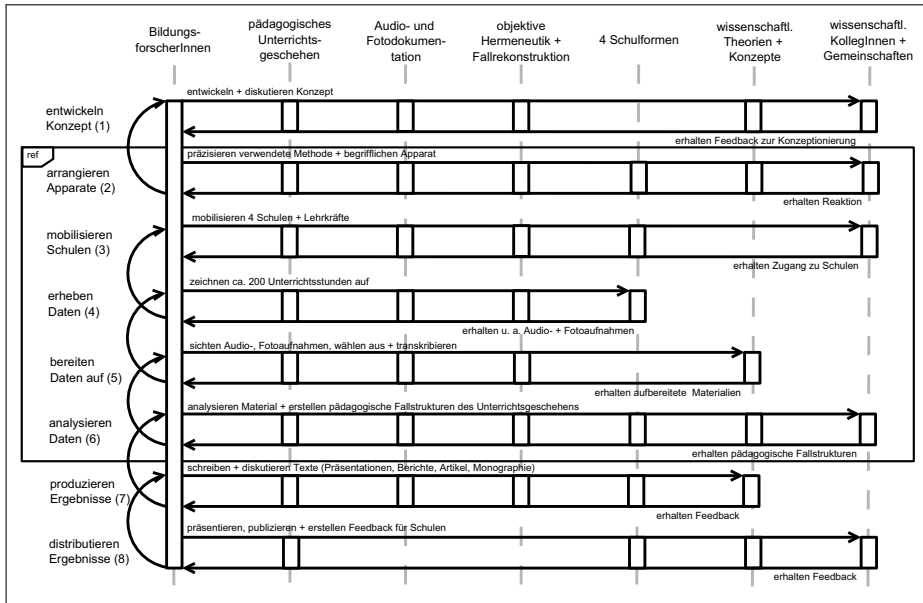 Bildungs-
forscherInnen
pädagogisches
Unterrichts-
geschehen
Audio- und
Fotodokumen-
tation
objektive
Hermeneutik +
Fallrekonstruktion
4 Schulformen
wissenschaftl.
Theorien +
Konzepte
wissenschaftl.
KollegInnen +
Gemeinschaften
entwickeln
Konzept (1)
entwickeln + diskutieren Konzept
erhalten Feedback zur Konzeptionierung
ref
arrangieren
Apparate (2)
präzisieren verwendete Methode + begrifflichen Apparat
erhalten Reaktion
mobilisieren
Schulen (3)
mobilisieren 4 Schulen + Lehrkräfte
erhalten Zugang zu Schulen
erheben
Daten (4)
zeichnen ca. 200 Unterrichtsstunden auf
erhalten u. a. Audio- + Fotoaufnahmen
bereiten
Daten auf (5)
sichten Audio-, Fotoaufnahmen, wählen aus + transkribieren
erhalten aufbereitete Materialien
analysieren
Daten (6)
analysieren Material + erstellen pädagogische Fallstrukturen des Unterrichtsgeschehens
erhalten pädagogische Fallstrukturen
produzieren
Ergebnisse (7)
schreiben + diskutieren Texte (Präsentationen, Berichte, Artikel, Monographie)
erhalten Feedback
distributieren
Ergebnisse (8)
präsentieren, publizieren + erstellen Feedback für Schulen
erhalten Feedback